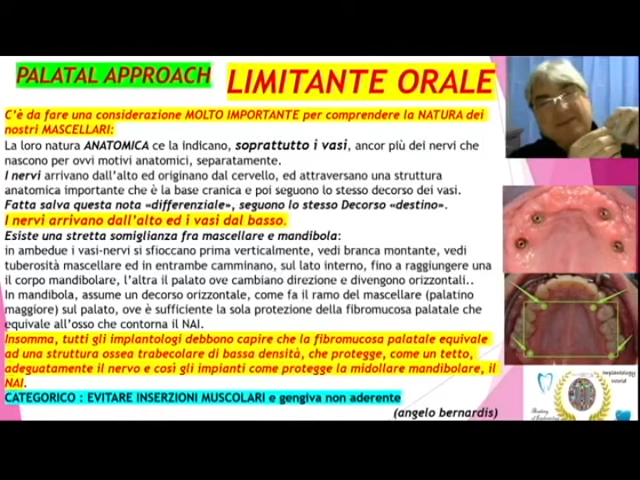 PALATAL APPROACH
LIMITANTE ORALE
C'è da fare una considerazione MOLTO IMPORTANTE per comprendere la NATURA dei
nostri MASCELLARI:
La loro natura ANATOMICA ce la indicano, soprattutto i vasi, ancor più dei nervi che
nascono per ovvi motivi anatomici, separatamente.
I nervi arrivano dall'alto ed originano dal cervello, ed attraversano una struttura
anatomica importante che è la base cranica e poi seguono lo stesso decorso dei vasi.
Fatta salva questa nota «differenziale», seguono lo stesso Decorso «destino».
I nervi arrivano dall'alto ed i vasi dal basso.
Esiste una stretta somiglianza fra mascellare e mandibola:
in ambedue i vasi-nervi si sfioccano prima verticalmente, vedi branca montante, vedi
tuberosità mascellare ed in entrambe camminano, sul lato interno, fino a raggiungere una
il corpo mandibolare, l'altra il palato ove cambiano direzione e divengono orizzontali..
In mandibola, assume un decorso orizzontale, come fa il ramo del mascellare (palatino
maggiore) sul palato, ove è sufficiente la sola protezione della fibromucosa palatale che
equivale all'osso che contorna il NAI.
Insomma, tutti gli implantologi debbono capire che la fibromucosa palatale equivale
ad una struttura ossea trabecolare di bassa densità, che protegge, come un tetto,
adeguatamente il nervo e così gli impianti come protegge la midollare mandibolare, il
NAI.
CATEGORICO : EVITARE INSERZIONI MUSCOLARI e gengiva non aderente
(angelo bernardis)